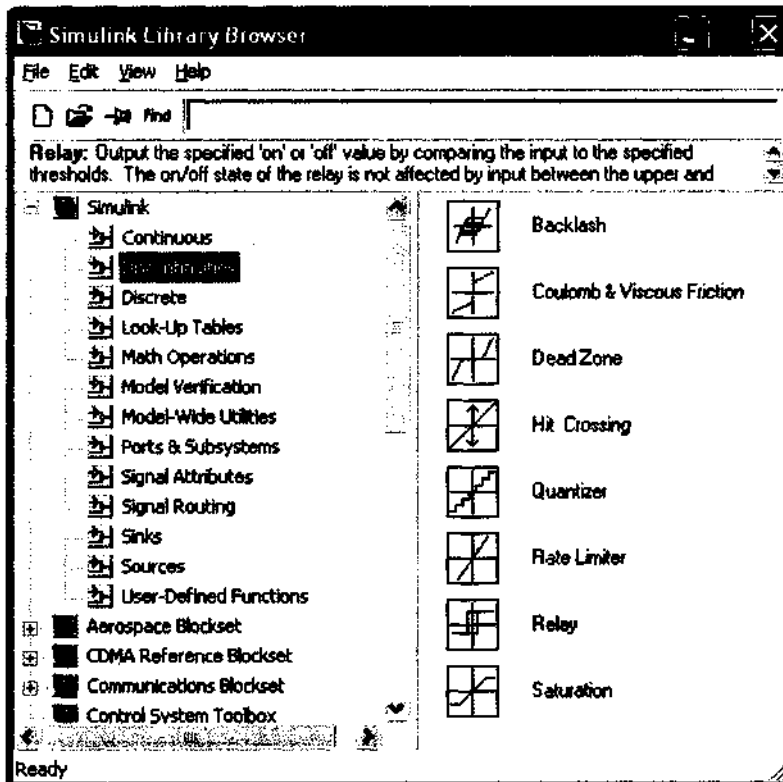 Simulink Library Browser
File Edit View Help
Find
Relay: Output the specified 'on' or 'off' value by comparing the input to the specified
thresholds. The on/off state of the relay is not affected by input between the upper and
Simulink
Continuous
Discrete
Look-Up Tables
Math Operations
Model Verification
Model-Wide Utilities
Ports & Subsystems
Signal Attributes
Signal Routing
Sinks
Sources
User-Defined Functions
Aerospace Blockset
CDMA Reference Blockset
Communications Blockset
Control System Toolbox
Backlash
Coulomb & Viscous Friction
Dead Zone
Hit Crossing
Quantizer
Rate Limiter
Relay
Saturation
Ready